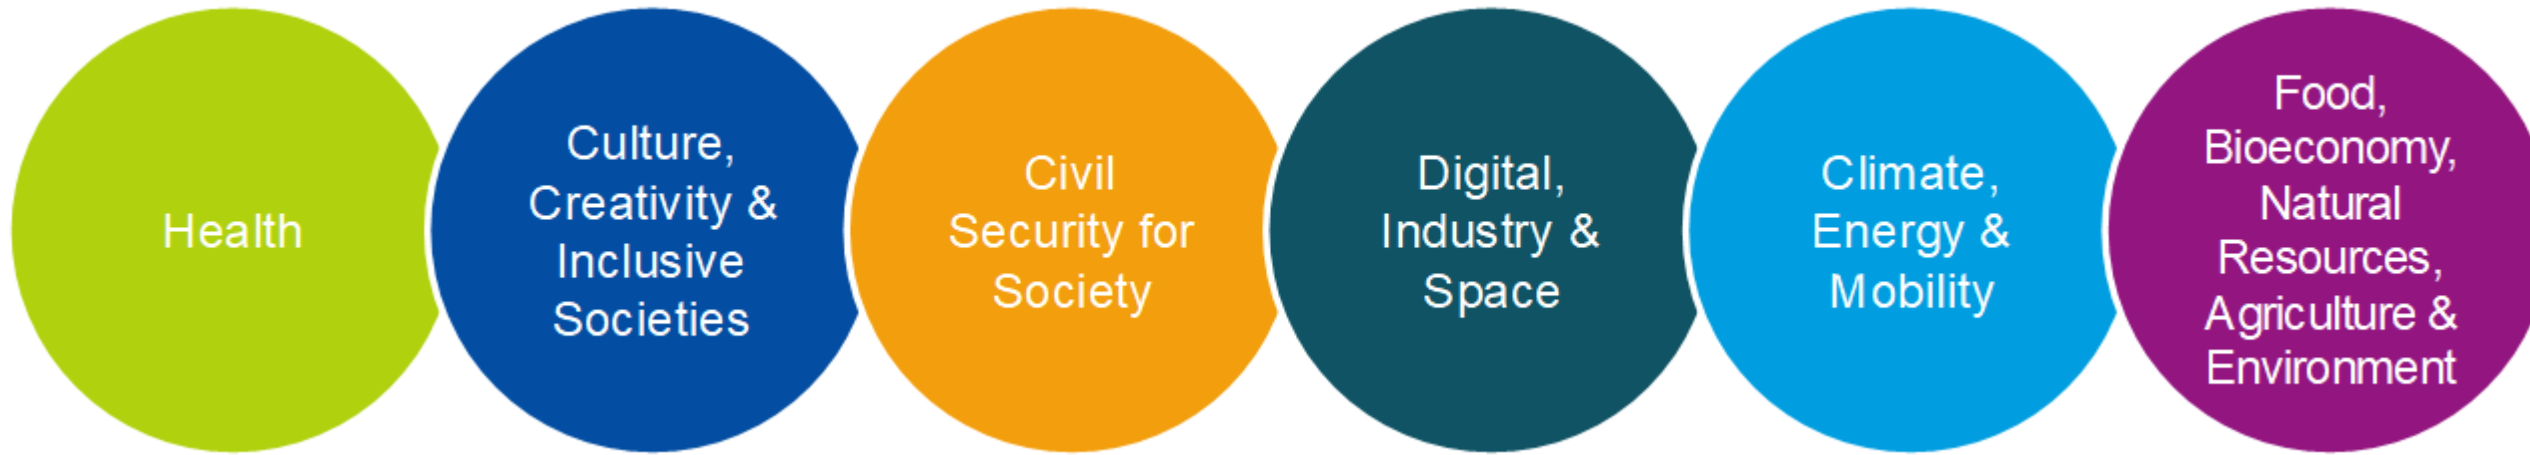 Health
Culture,
Creativity &
Inclusive
Societies
Civil
Security for
Society
Digital,
Industry &
Space
Climate,
Energy &
Mobility
Food,
Bioeconomy,
Natural
Resources,
Agriculture &
Environment